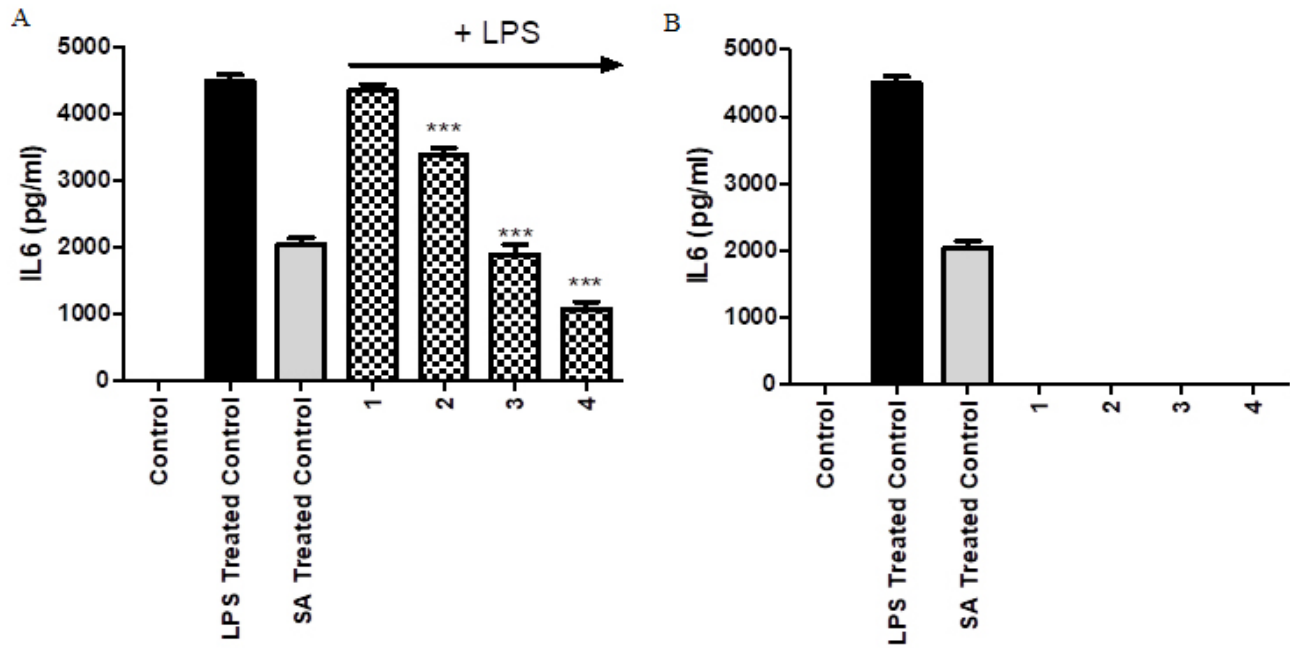 A
+ LPS
IL6 (pg/ml)
5000
4000
3000
2000
1000
0
***
***
***
Control
LPS Treated Control
SA Treated Control
1
2
3
4
B
IL6 (pg/ml)
5000
4000
3000
2000
1000
0
Control
LPS Treated Control
SA Treated Control
1
2
3
4